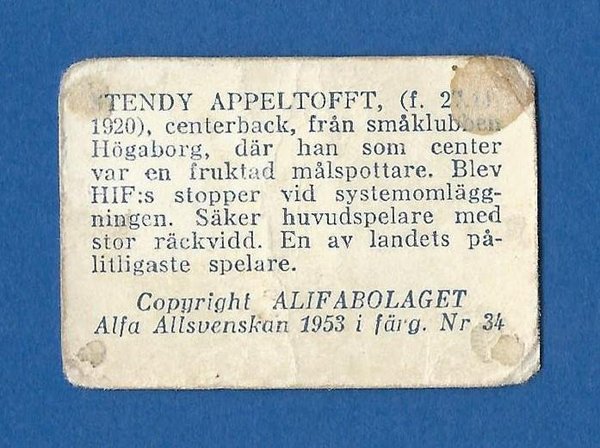 STENDY APPELTOFFT, (f.
1920), centerback, från småklubben
Högaborg, där han som center
var en fruktad målspottare. Blev
HIF:s stopper vid systemomlägg-
ningen. Säker huvudspelare med
stor räckvidd. En av landets på-
litligaste spelare.
Copyright ALIFABOLAGET
Alfa Allsvenskan 1953 i färg. Nr 34